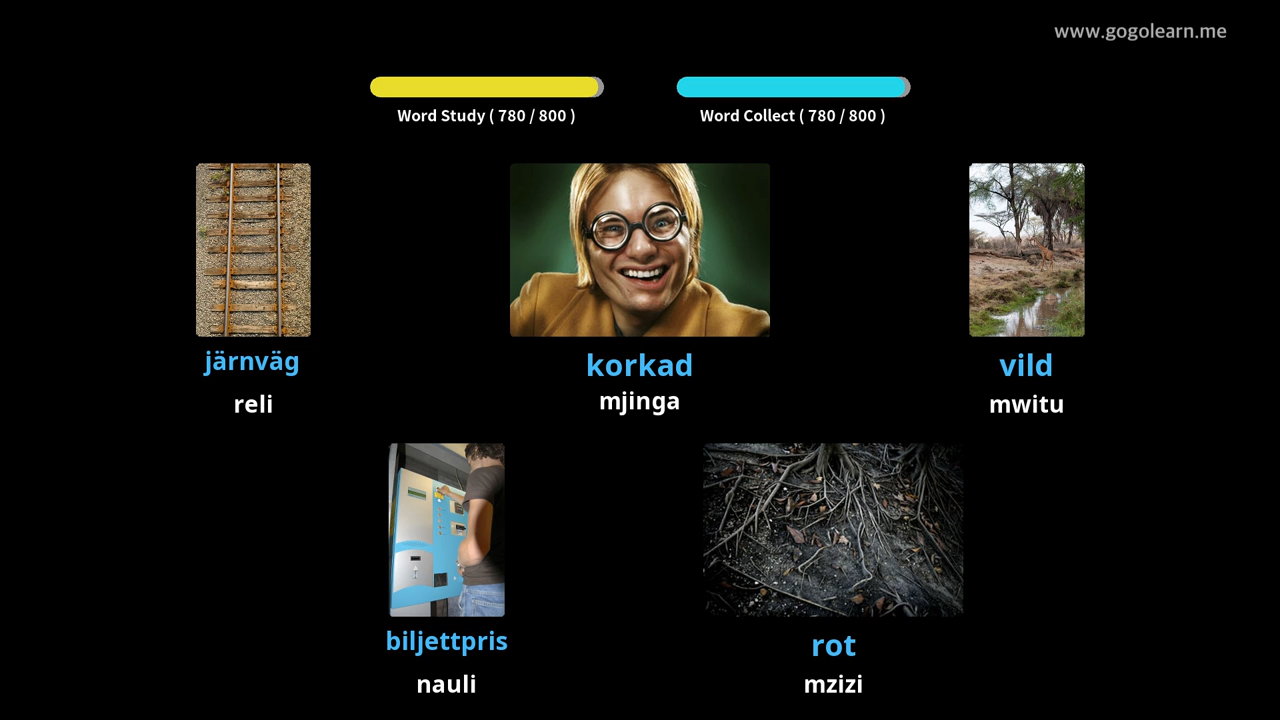 www.gogolearn.me
Word Study ( 780 / 800 )
Word Collect ( 780 / 800 )
järnväg
reli
korkad
mjinga
vild
mwitu
biljettpris
nauli
rot
mzizi